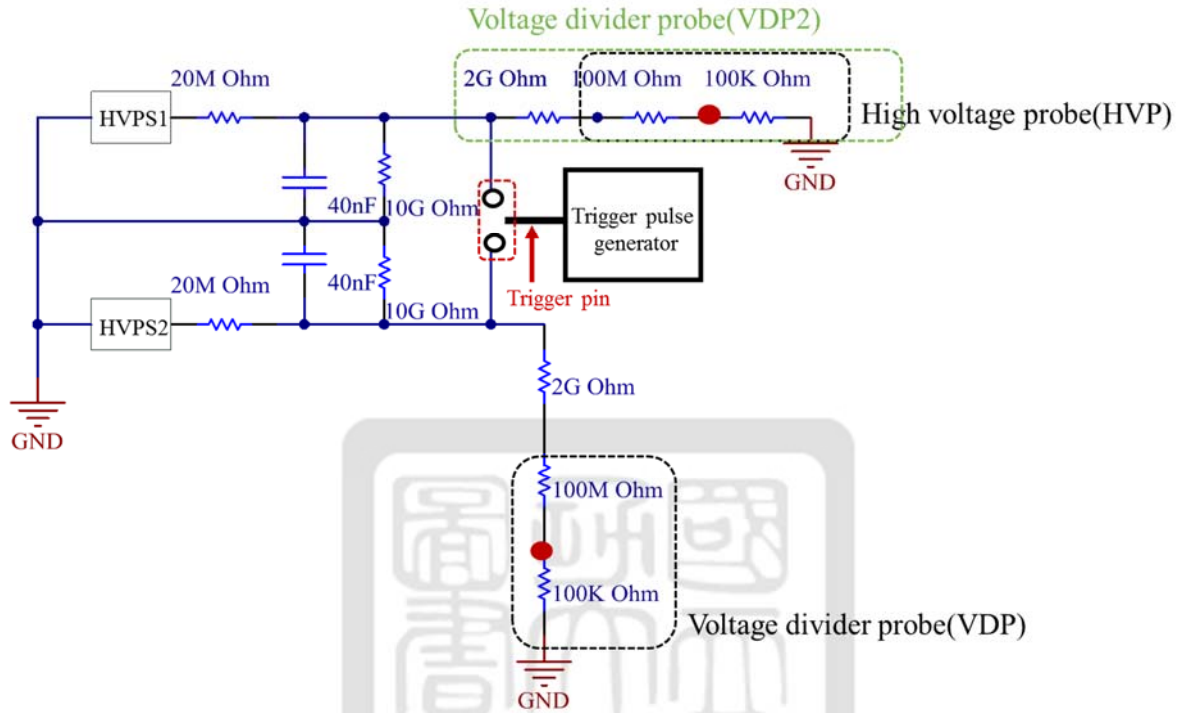 Voltage divider probe(VDP2)
20M Ohm
2G Ohm
100M Ohm
100K Ohm
HVPS1
High voltage probe(HVP)
GND
40nF
10G Ohm
Trigger pulse
generator
20M Ohm
40nF
Trigger pin
10G Ohm
HVPS2
2G Ohm
GND
100M Ohm
100K Ohm
Voltage divider probe(VDP)
GND